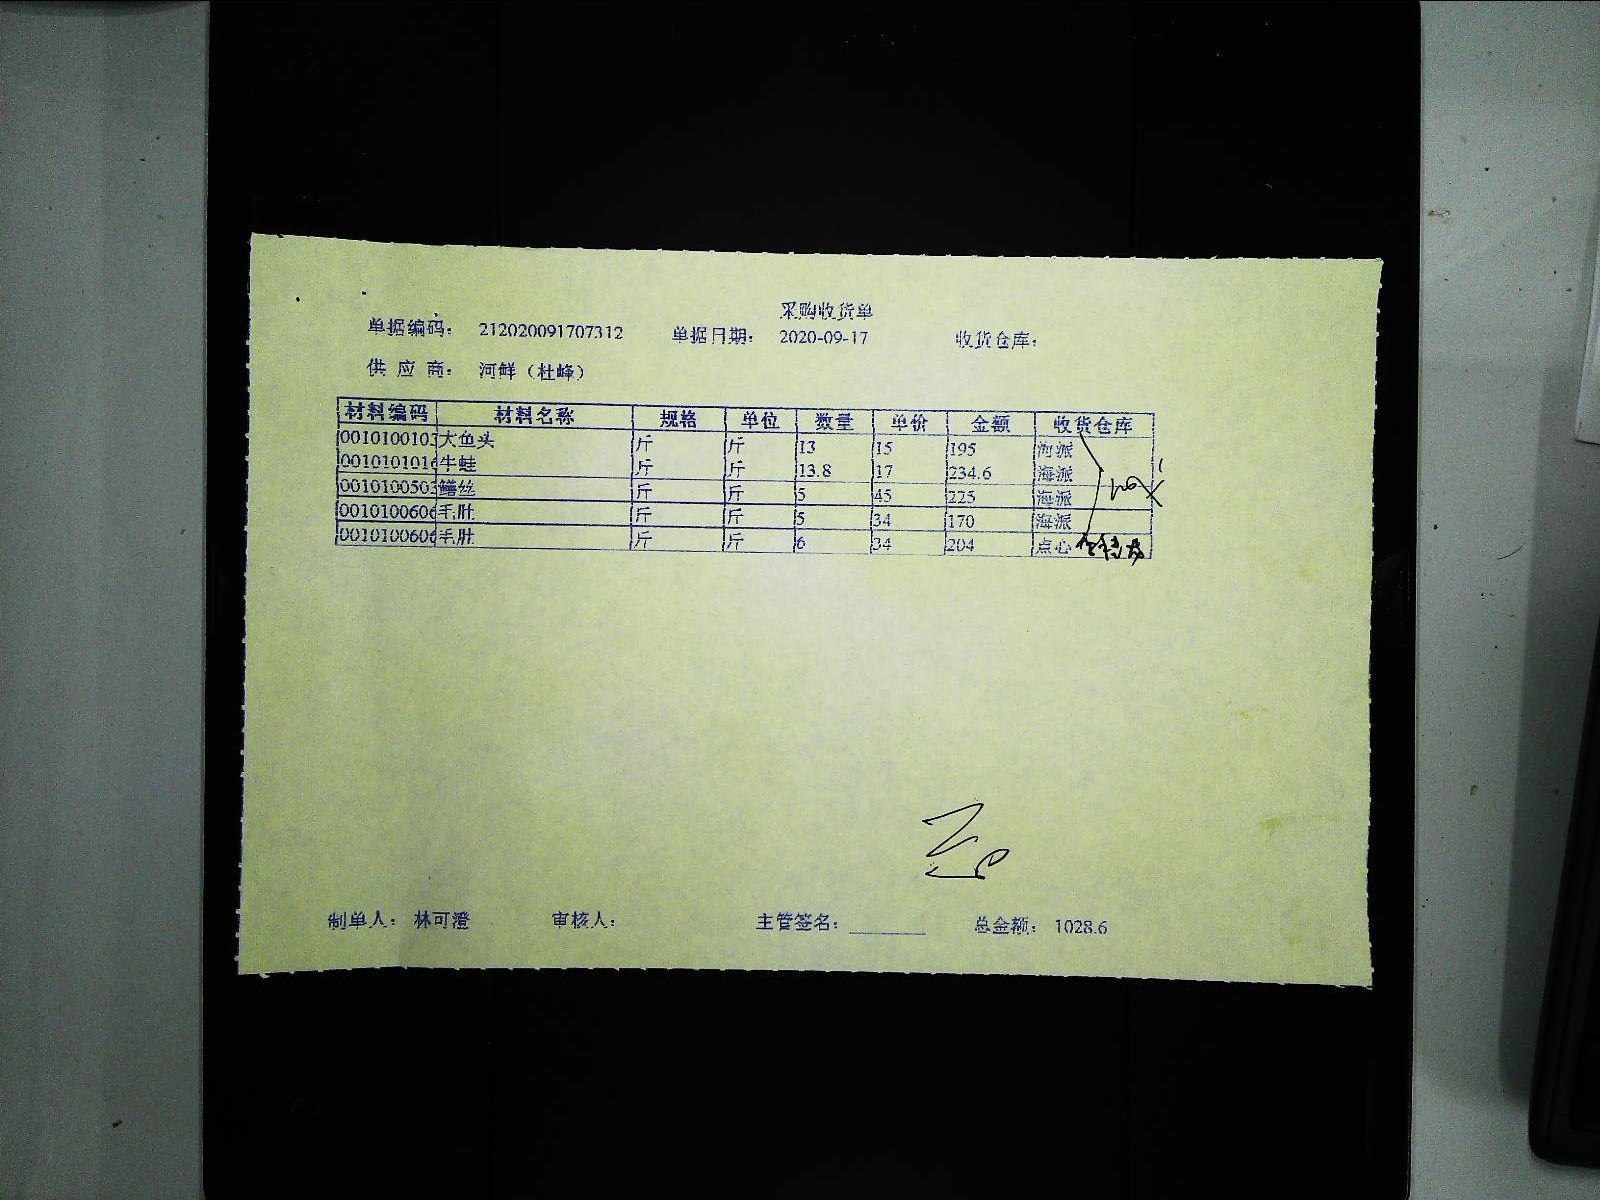 采购收货单
单据编码： 212020091707312 单据日期： 2020-09-17 收货仓库：
供 应 商： 河鲜（杜峰）
材料编码 材料名称 规格 单位 数量 单价 金额 收货仓库
0010100103 大鱼头 斤 斤 13 15 195 海派
0010101016 牛蛙 斤 斤 13.8 17 234.6 海派
0010100503 鳝丝 斤 斤 5 45 225 海派
0010100606 毛肚 斤 斤 5 34 170 海派
0010100606 毛肚 斤 斤 6 34 204 点心
制单人： 林可澄 审核人： 主管签名： 总金额： 1028.6